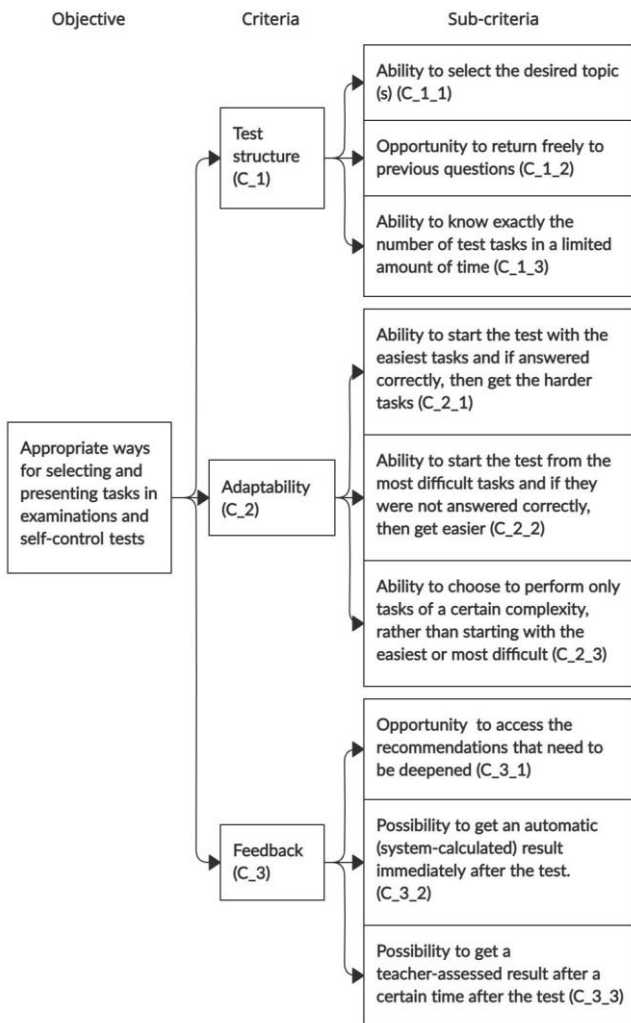 Objective
Criteria
Sub-criteria
Appropriate ways
for selecting and
presenting tasks in
examinations and
self-control tests
Test
structure
(C_1)
Ability to select the desired topic
(s) (C_1_1)
Opportunity to return freely to
previous questions (C_1_2)
Ability to know exactly the
number of test tasks in a limited
amount of time (C_1_3)
Adaptability
(C_2)
Ability to start the test with the
easiest tasks and if answered
correctly, then get the harder
tasks (C_2_1)
Ability to start the test from the
most difficult tasks and if they
were not answered correctly,
then get easier (C_2_2)
Ability to choose to perform only
tasks of a certain complexity,
rather than starting with the
easiest or most difficult (C_2_3)
Feedback
(C_3)
Opportunity to access the
recommendations that need to
be deepened (C_3_1)
Possibility to get an automatic
(system-calculated) result
immediately after the test.
(C_3_2)
Possibility to get a
teacher-assessed result after a
certain time after the test (C_3_3)